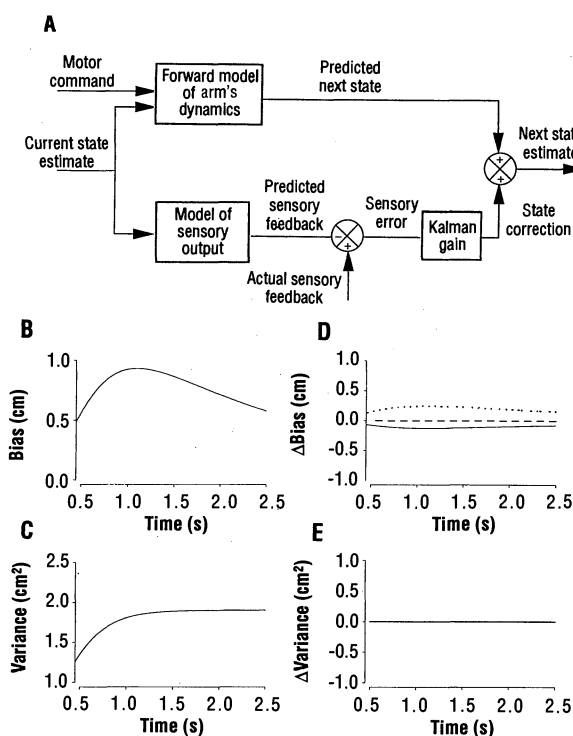 A
Motor
command
Forward model
of arm's
dynamics
Predicted
next state
Current state
estimate
Next stat
estimate
Model of
sensory
output
Predicted
sensory
feedback
Sensory
error
Kalman
gain
State
correction
Actual sensory
feedback
+
+
-
+
B
Bias (cm)
1.0
0.5
0.0
0.5 1.0 1.5 2.0 2.5
Time (s)
D
ΔBias (cm)
1.0
0.5
0.0
-0.5
-1.0
0.5 1.0 1.5 2.0 2.5
Time (s)
C
Variance (cm²)
2.5
2.0
1.5
1.0
0.5 1.0 1.5 2.0 2.5
Time (s)
E
ΔVariance (cm²)
1.0
0.5
0.0
-0.5
-1.0
0.5 1.0 1.5 2.0 2.5
Time (s)